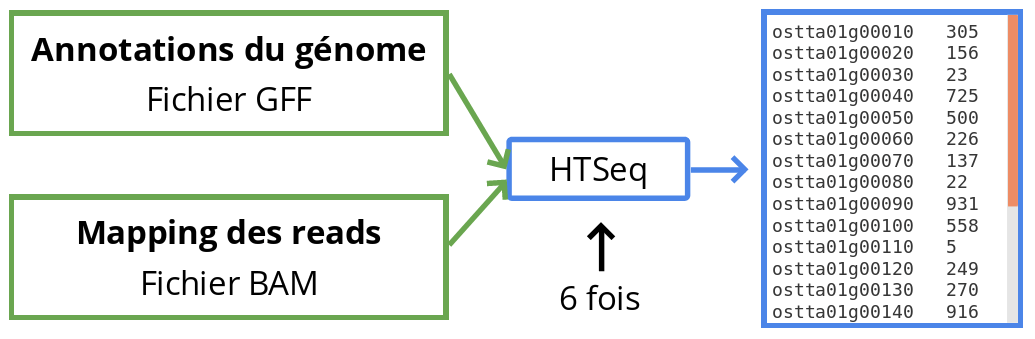 Annotations du génome
Fichier GFF
Mapping des reads
Fichier BAM
HTSeq
6 fois
ostta01g00010 305
ostta01g00020 156
ostta01g00030 23
ostta01g00040 725
ostta01g00050 500
ostta01g00060 226
ostta01g00070 137
ostta01g00080 22
ostta01g00090 931
ostta01g00100 558
ostta01g00110 5
ostta01g00120 249
ostta01g00130 270
ostta01g00140 916